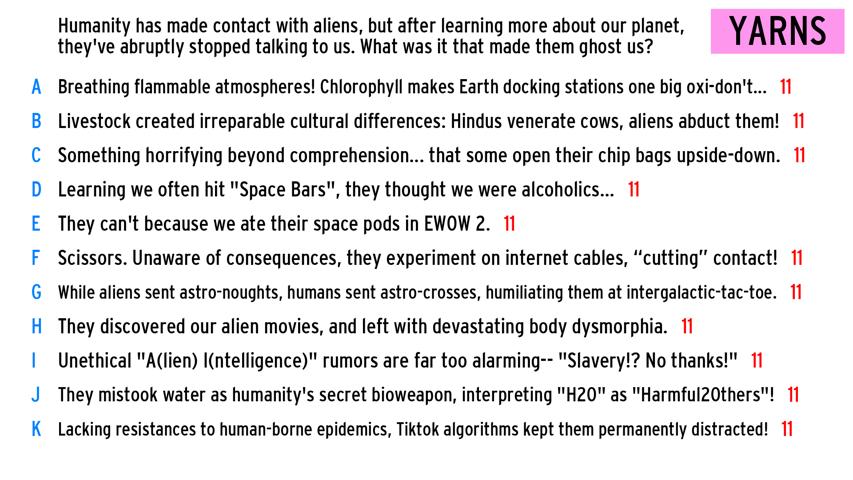 Humanity has made contact with aliens, but after learning more about our planet,
they've abruptly stopped talking to us. What was it that made them ghost us?
YARNS
A Breathing flammable atmospheres! Chlorophyll makes Earth docking stations one big oxi-don't... 11
B Livestock created irreparable cultural differences: Hindus venerate cows, aliens abduct them! 11
C Something horrifying beyond comprehension... that some open their chip bags upside-down. 11
D Learning we often hit "Space Bars", they thought we were alcoholics... 11
E They can't because we ate their space pods in EWOW 2. 11
F Scissors. Unaware of consequences, they experiment on internet cables, “cutting” contact! 11
G While aliens sent astro-noughts, humans sent astro-crosses, humiliating them at intergalactic-tac-toe. 11
H They discovered our alien movies, and left with devastating body dysmorphia. 11
I Unethical "A(lien) I(ntelligence)" rumors are far too alarming-- "Slavery!? No thanks!" 11
J They mistook water as humanity's secret bioweapon, interpreting "H20" as "Harmful20thers"! 11
K Lacking resistances to human-borne epidemics, Tiktok algorithms kept them permanently distracted! 11